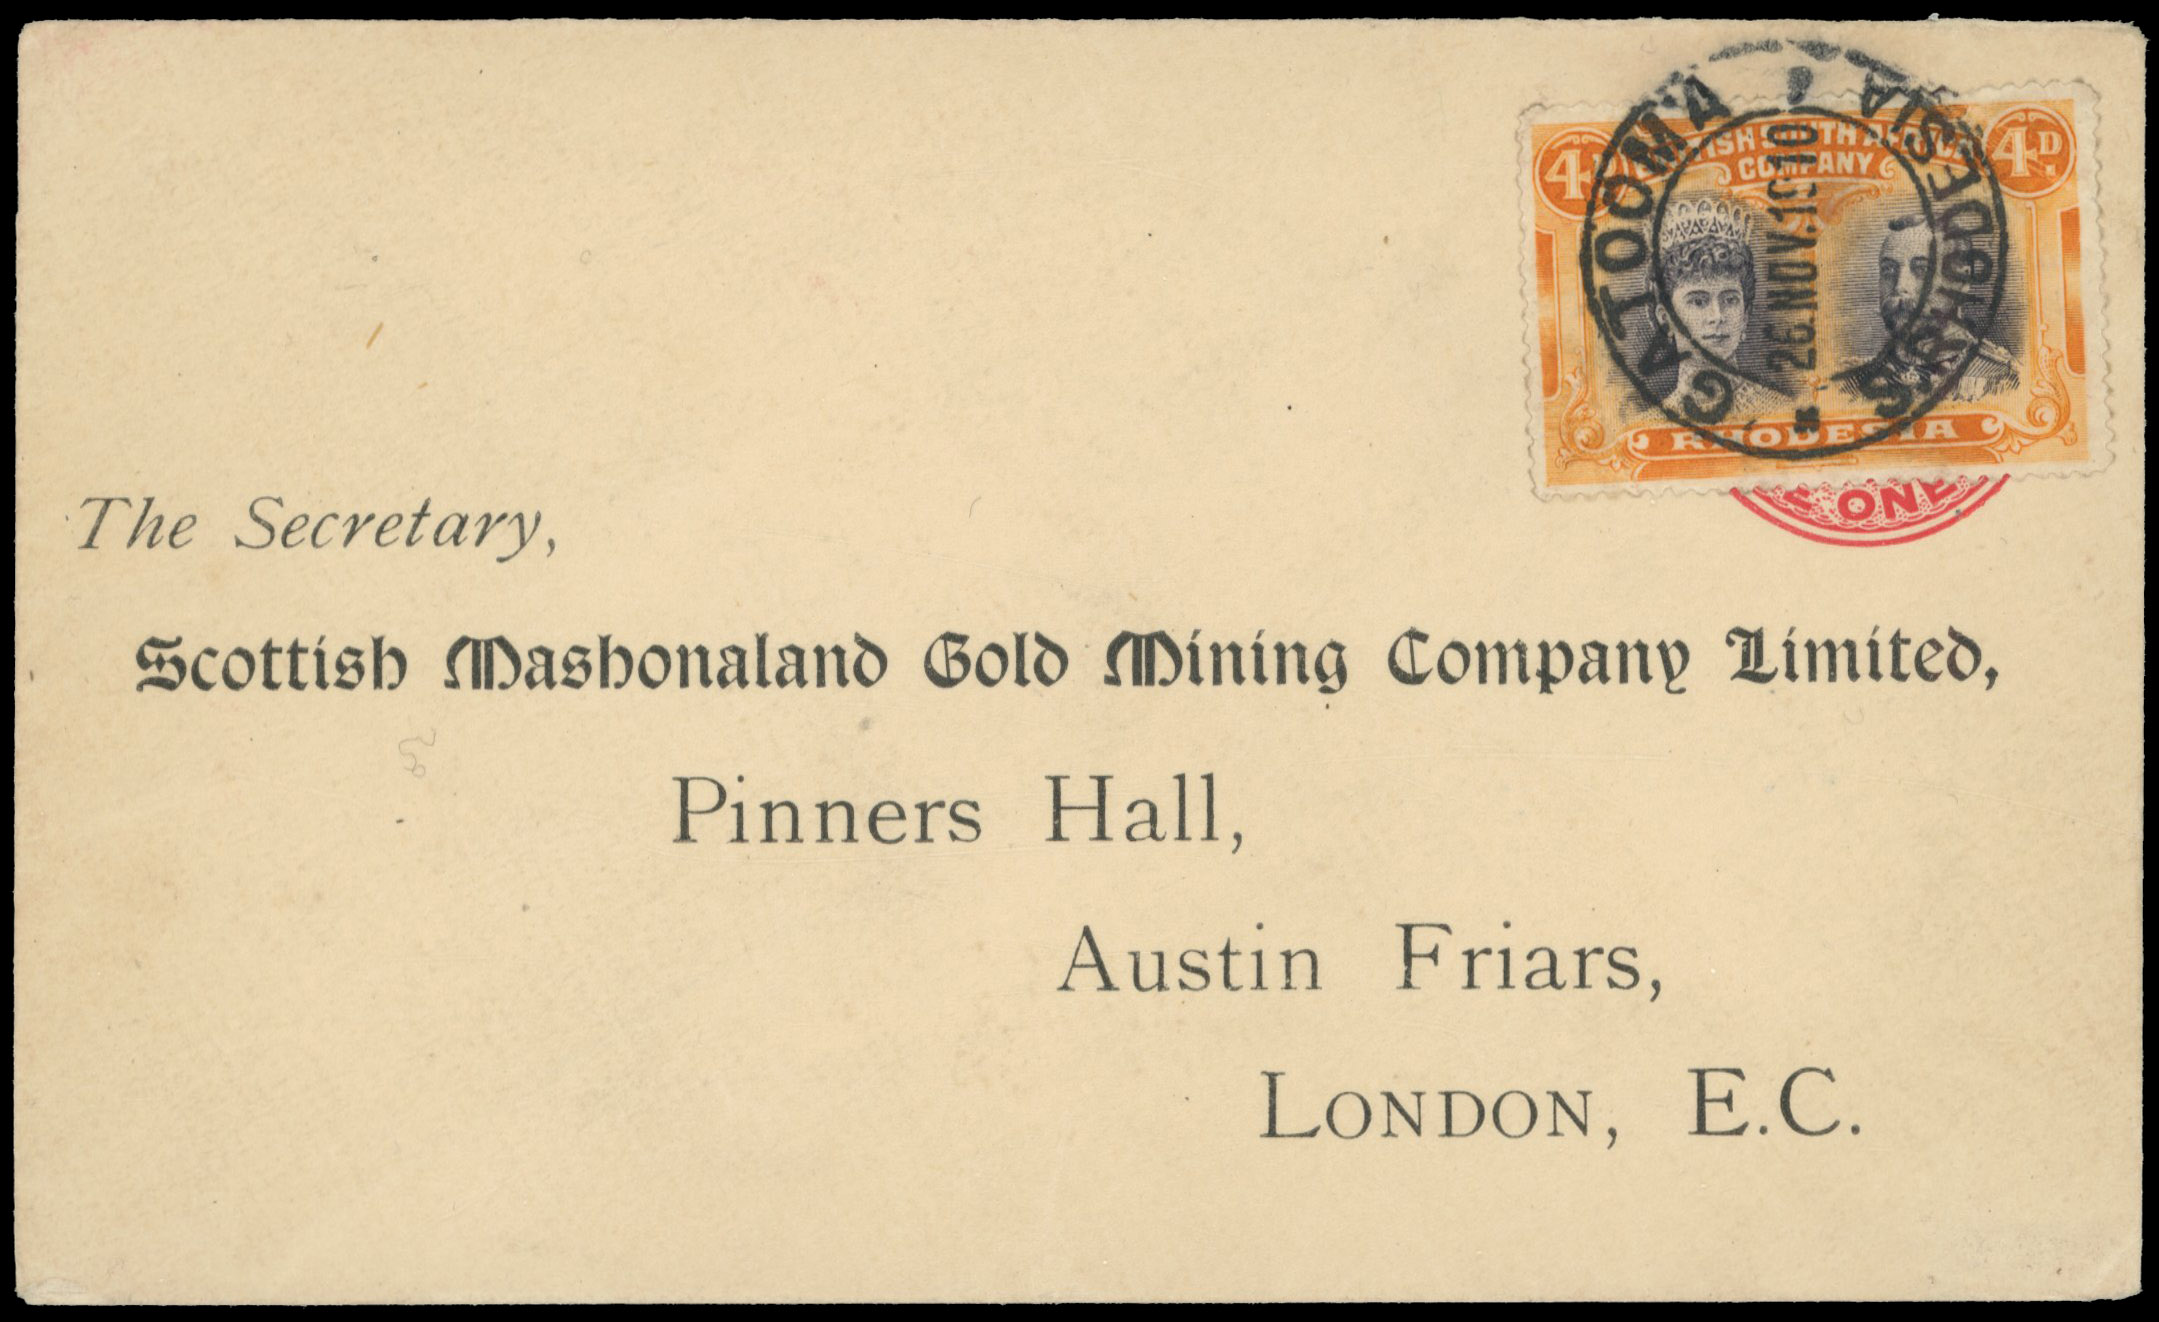 4D. BRITISH SOUTH AFRICA 4D.
COMPANY
RHODESIA
GATOOMA
S.RHODESIA
26.NOV.1910
ONE
The Secretary,
Scottish Mashonaland Gold Mining Company Limited,
Pinners Hall,
Austin Friars,
LONDON, E.C.